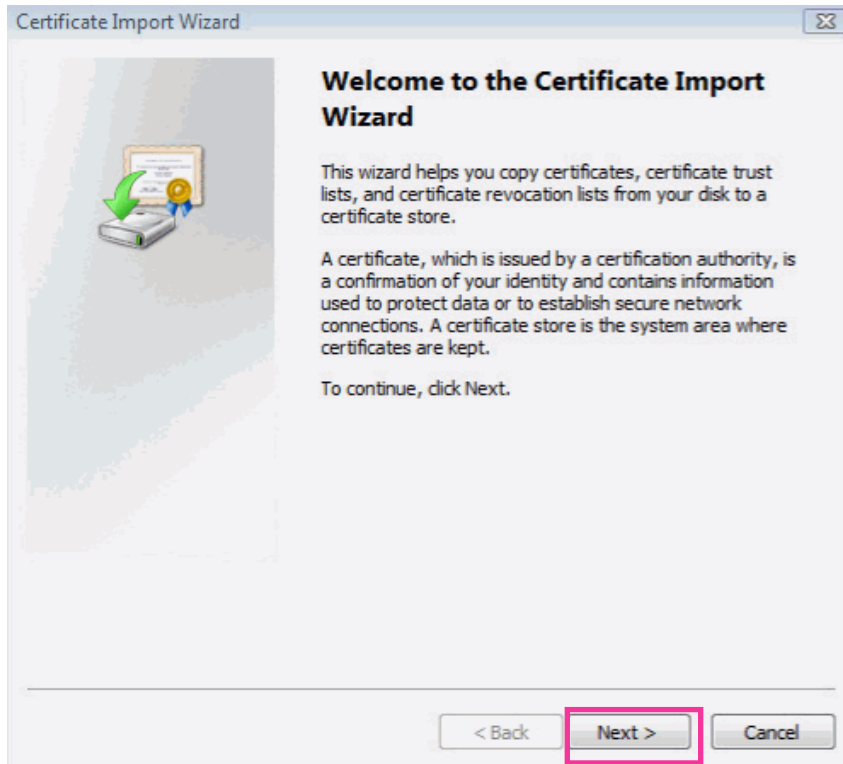 Certificate Import Wizard
Welcome to the Certificate Import
Wizard
This wizard helps you copy certificates, certificate trust
lists, and certificate revocation lists from your disk to a
certificate store.
A certificate, which is issued by a certification authority, is
a confirmation of your identity and contains information
used to protect data or to establish secure network
connections. A certificate store is the system area where
certificates are kept.
To continue, click Next.
< Back Next > Cancel